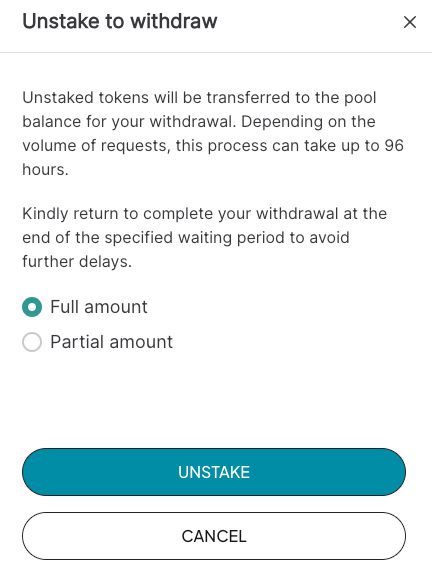 Unstake to withdraw
Unstaked tokens will be transferred to the pool
balance for your withdrawal. Depending on the
volume of requests, this process can take up to 96
hours.
Kindly return to complete your withdrawal at the
end of the specified waiting period to avoid
further delays.
Full amount
Partial amount
UNSTAKE
CANCEL